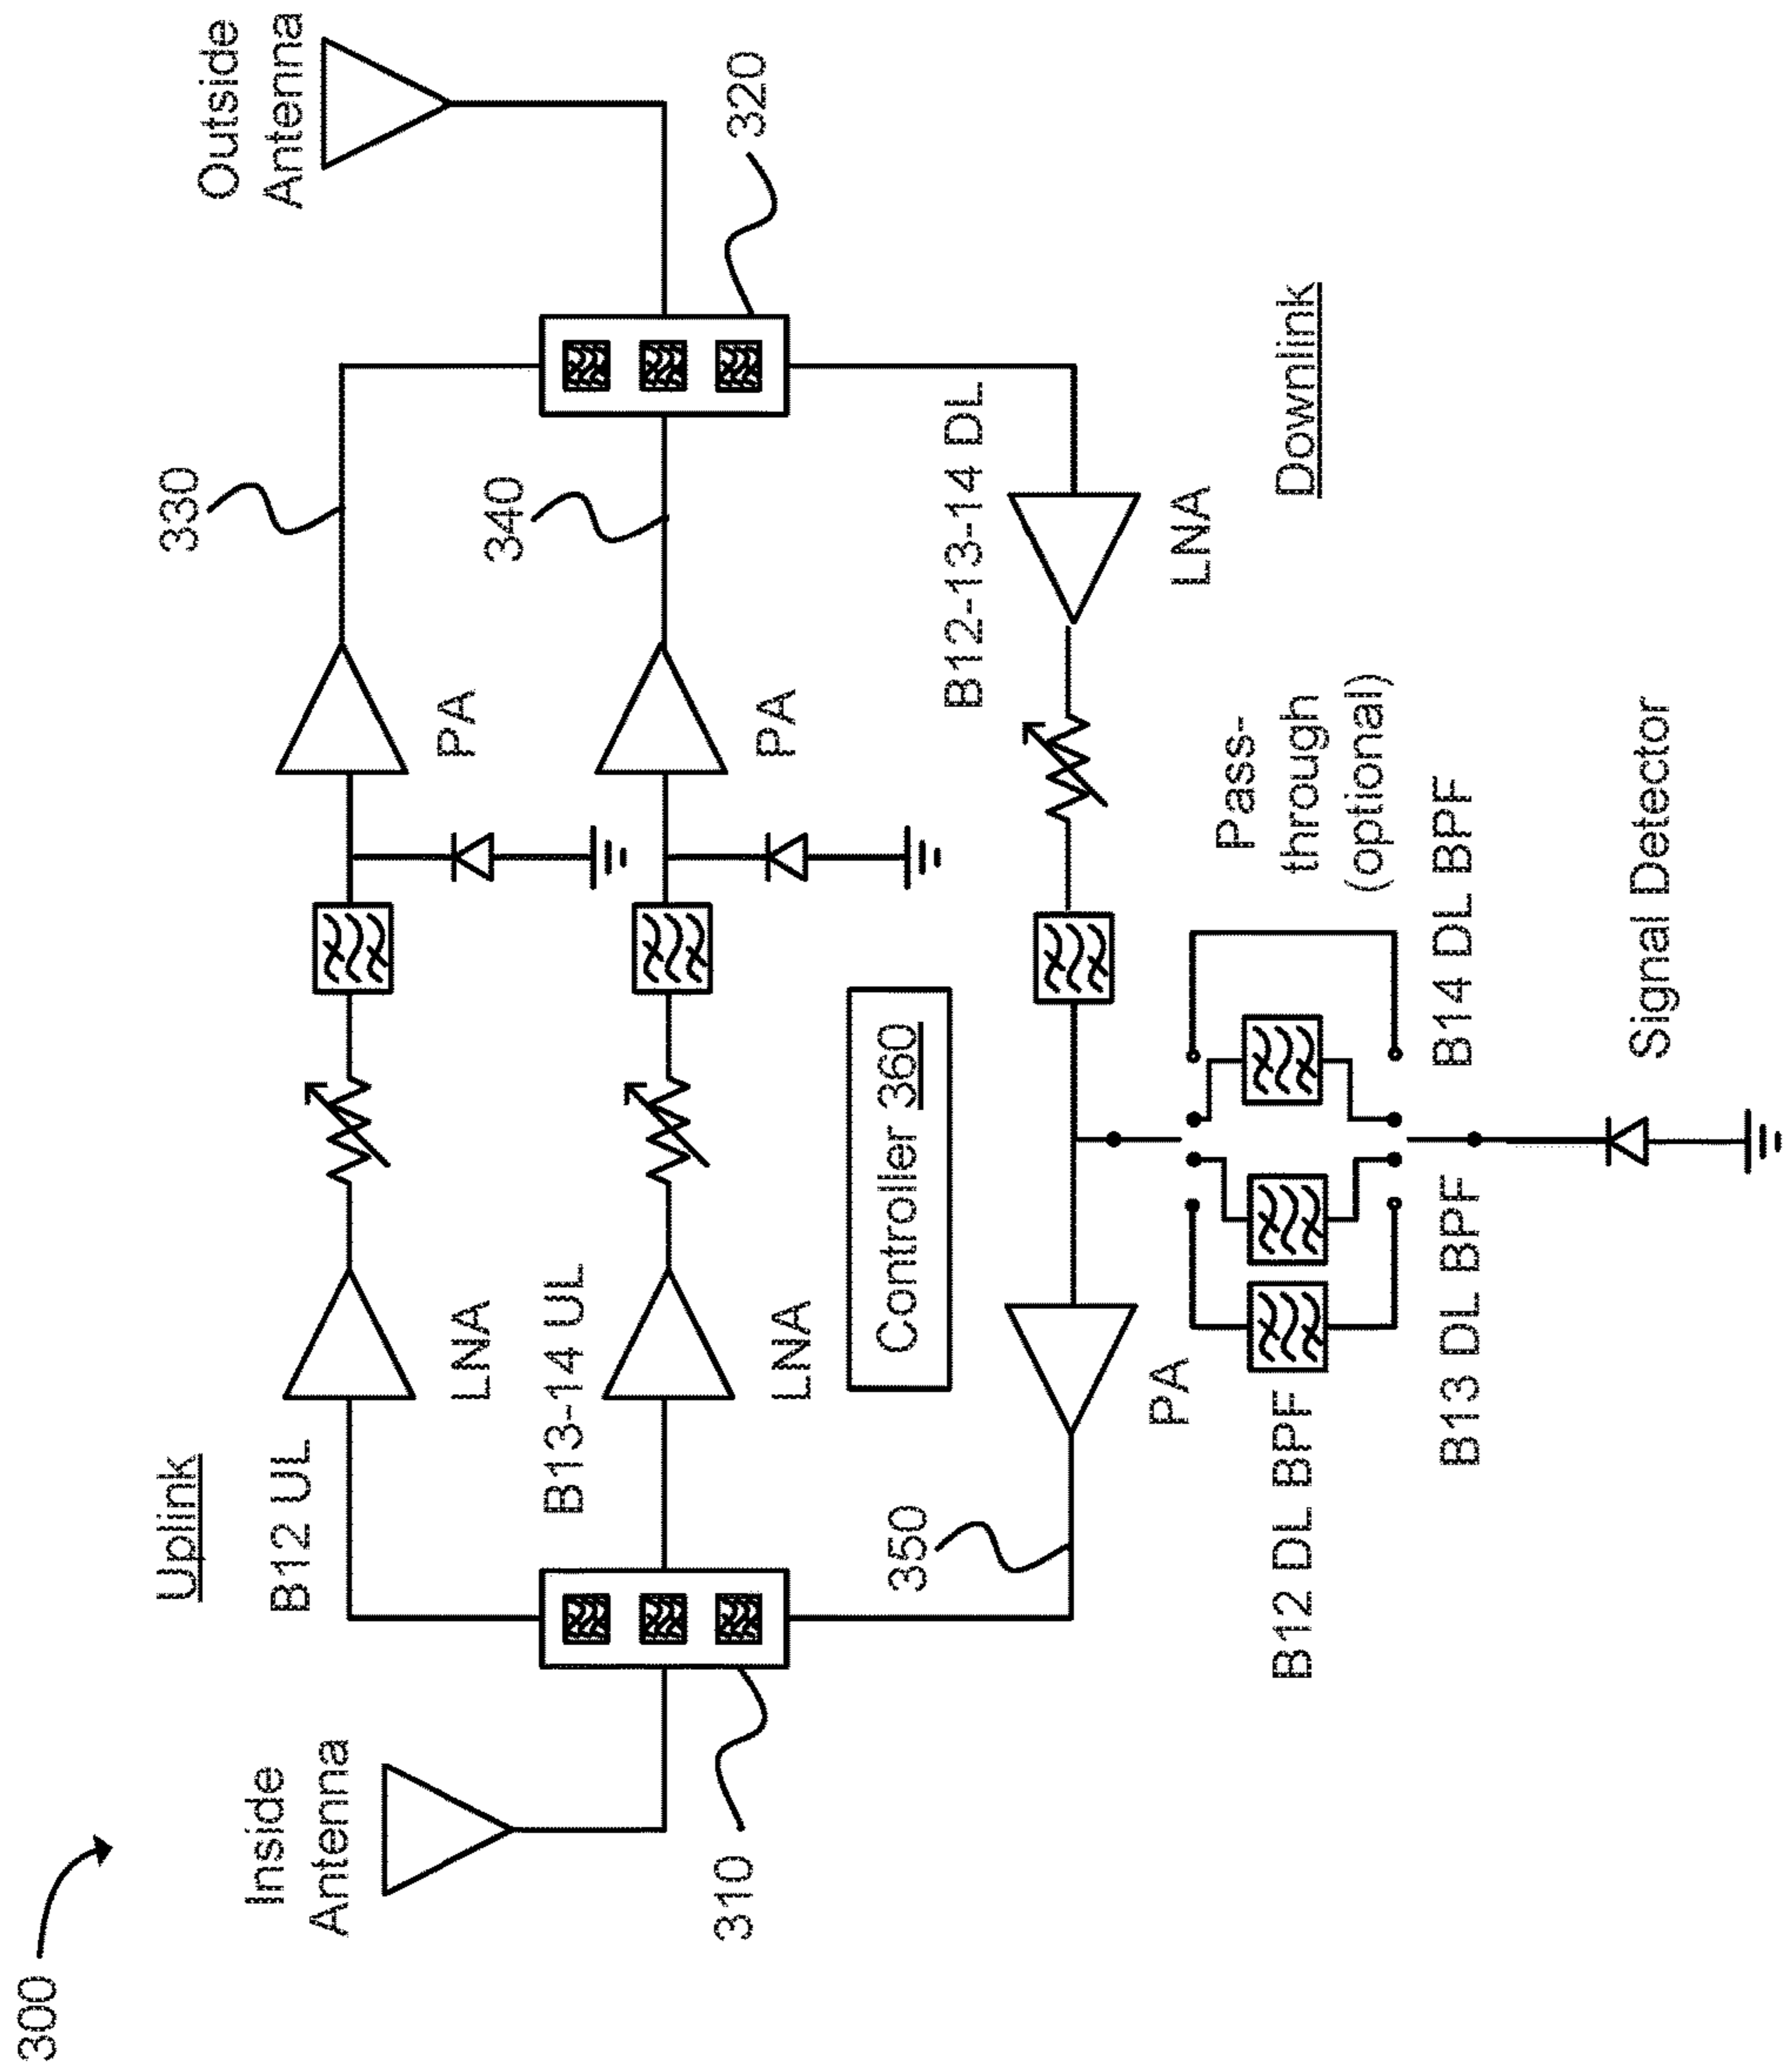 300
Uplink
Inside
Antenna
310
B12 UL
LNA
PA
330
Outside
Antenna
320
B13-14 UL
LNA
PA
340
Controller 360
B12-13-14 DL
LNA
Downlink
350
PA
Pass-
through
(optional)
B12 DL BPF
B14 DL BPF
B13 DL BPF
Signal Detector